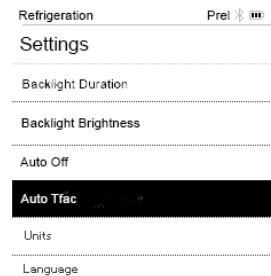 Refrigeration Prel
Settings
Backlight Duration
Backlight Brightness
Auto Off
Auto Tfac
Units
Language